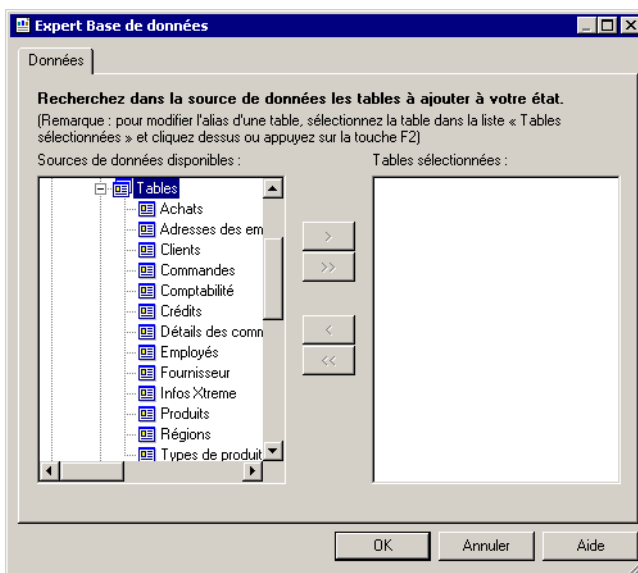 Expert Base de données
Données
Recherchez dans la source de données les tables à ajouter à votre état.
(Remarque : pour modifier l'alias d'une table, sélectionnez la table dans la liste « Tables
sélectionnées » et cliquez dessus ou appuyez sur la touche F2)
Sources de données disponibles :
Tables sélectionnées :
Tables
Achats
Adresses des em
Clients
Commandes
Comptabilité
Crédits
Détails des comm
Employés
Fournisseur
Infos Xtreme
Produits
Régions
Types de produit
>
>>
<
<<
OK
Annuler
Aide